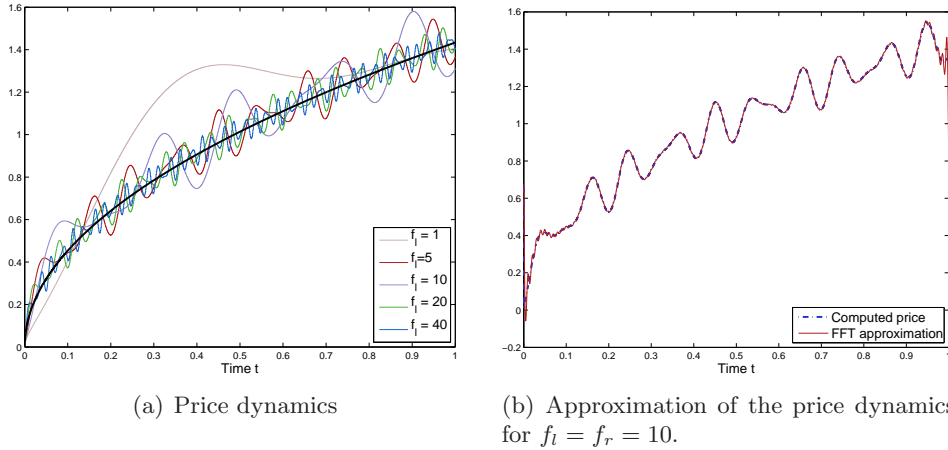 1.6
1.4
1.2
1
0.8
0.6
0.4
0.2
0
0 0.1 0.2 0.3 0.4 0.5 0.6 0.7 0.8 0.9 1
Time t
f_l = 1
f_l=5
f_l = 10
f_l = 20
f_l = 40
(a) Price dynamics
1.6
1.4
1.2
1
0.8
0.6
0.4
0.2
0
−0.2
0 0.1 0.2 0.3 0.4 0.5 0.6 0.7 0.8 0.9 1
Time t
Computed price
FFT approximation
(b) Approximation of the price dynamics
for f_l = f_r = 10.